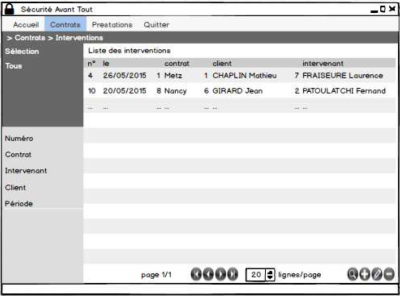 Sécurité Avant Tout
Accueil Contrats Prestations Quitter
> Contrats > Interventions
Sélection
Tous
Numéro
Contrat
Intervenant
Client
Période
Liste des interventions
n° le contrat client intervenant
4 26/05/2015 1 Metz 1 CHAPLIN Mathieu 7 FRAISEURE Laurence
10 20/05/2015 8 Nancy 6 GIRARD Jean 2 PATOULATCHI Fernand
... ... ... ... ...
page 1/1 20 lignes/page